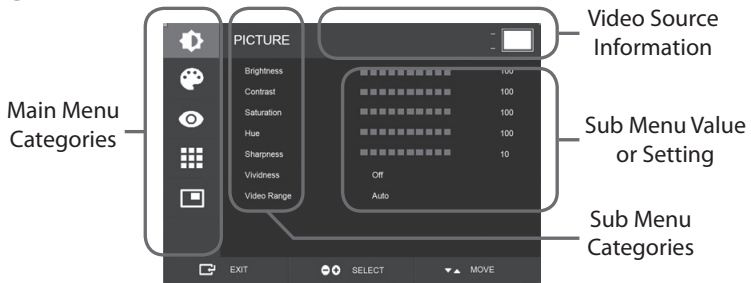 Video Source
Information
PICTURE
Brightness 100
Contrast 100
Saturation 100
Hue 100
Sharpness 10
Vividness Off
Video Range Auto
EXIT SELECT MOVE
Main Menu
Categories
Sub Menu Value
or Setting
Sub Menu
Categories